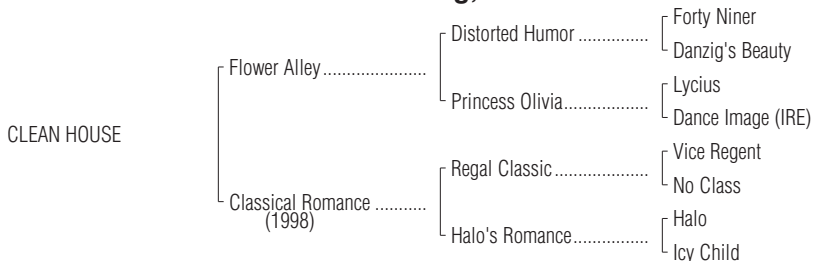 Forty Niner
Distorted Humor ...............
Danzig's Beauty
Flower Alley ......................
Lycius
Princess Olivia..................
Dance Image (IRE)
CLEAN HOUSE
Vice Regent
Regal Classic ....................
No Class
Classical Romance ...........
(1998)
Halo
Halo's Romance................
Icy Child